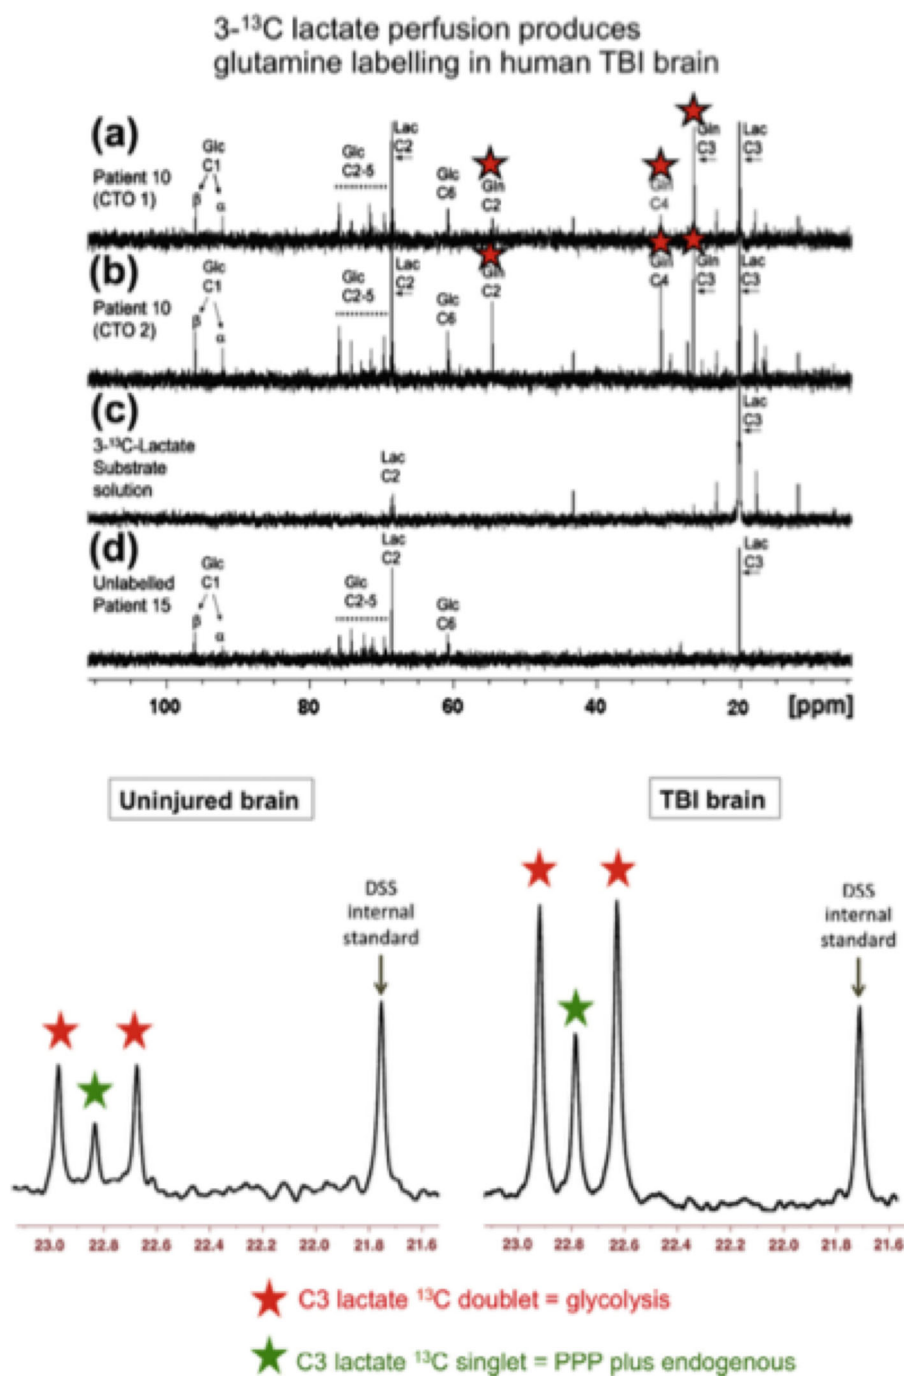 3-¹³C lactate perfusion produces
glutamine labelling in human TBI brain
(a)
Patient 10
(CTO 1)
Glc
C1
β
α
Glc
C2-5
Lac
C2
Glc
C6
Gln
C2
Gln
C4
Gln
C3
Lac
C3
(b)
Patient 10
(CTO 2)
Glc
C1
β
α
Glc
C2-5
Lac
C2
Glc
C6
Gln
C2
Gln
C4
Gln
C3
Lac
C3
(c)
3-¹³C-Lactate
Substrate
solution
Lac
C2
Lac
C3
(d)
Unlabelled
Patient 15
Glc
C1
β
α
Glc
C2-5
Lac
C2
Glc
C6
Lac
C3
100 80 60 40 20 [ppm]
Uninjured brain
DSS
internal
standard
23.0 22.8 22.6 22.4 22.2 22.0 21.8 21.6
TBI brain
DSS
internal
standard
23.0 22.8 22.6 22.4 22.2 22.0 21.8 21.6
C3 lactate ¹³C doublet = glycolysis
C3 lactate ¹³C singlet = PPP plus endogenous